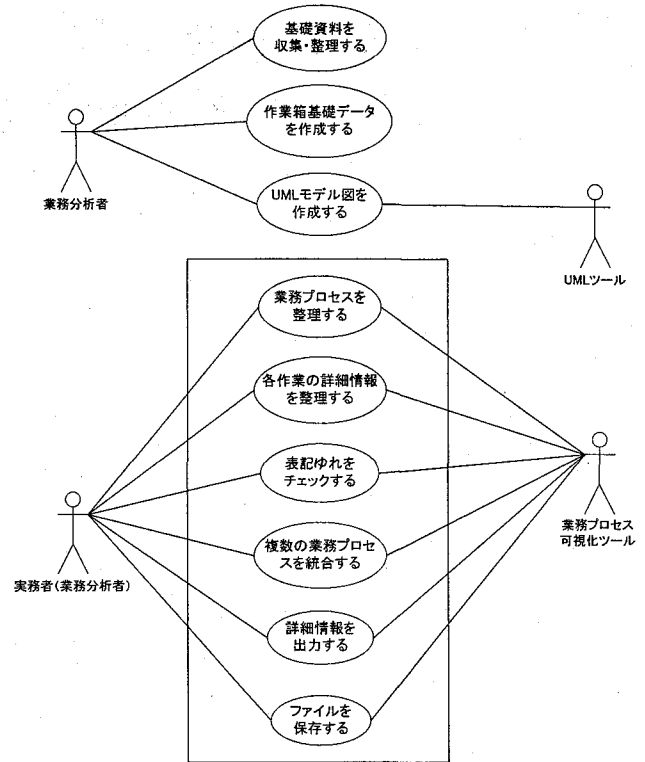 基礎資料を
収集・整理する
作業箱基礎データ
を作成する
業務分析者
UMLモデル図を
作成する
UMLツール
業務プロセスを
整理する
各作業の詳細情報
を整理する
表記ゆれを
チェックする
業務プロセス
可視化ツール
実務者(業務分析者)
複数の業務プロセ
スを統合する
詳細情報を
出力する
ファイルを
保存する